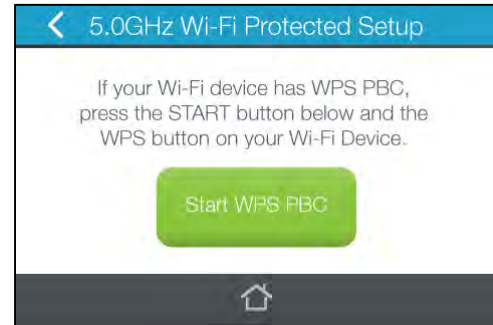 5.0GHz Wi-Fi Protected Setup
If your Wi-Fi device has WPS PBC,
press the START button below and the
WPS button on your Wi-Fi Device.
Start WPS PBC